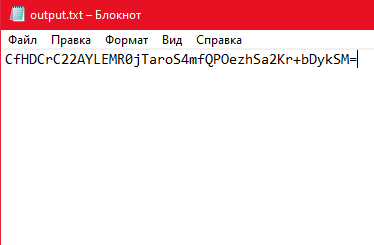 output.txt – Блокнот
Файл Правка Формат Вид Справка
CfHDCrC22AYLEMR0jTaroS4mfQPOezhSa2Kr+bDykSM=